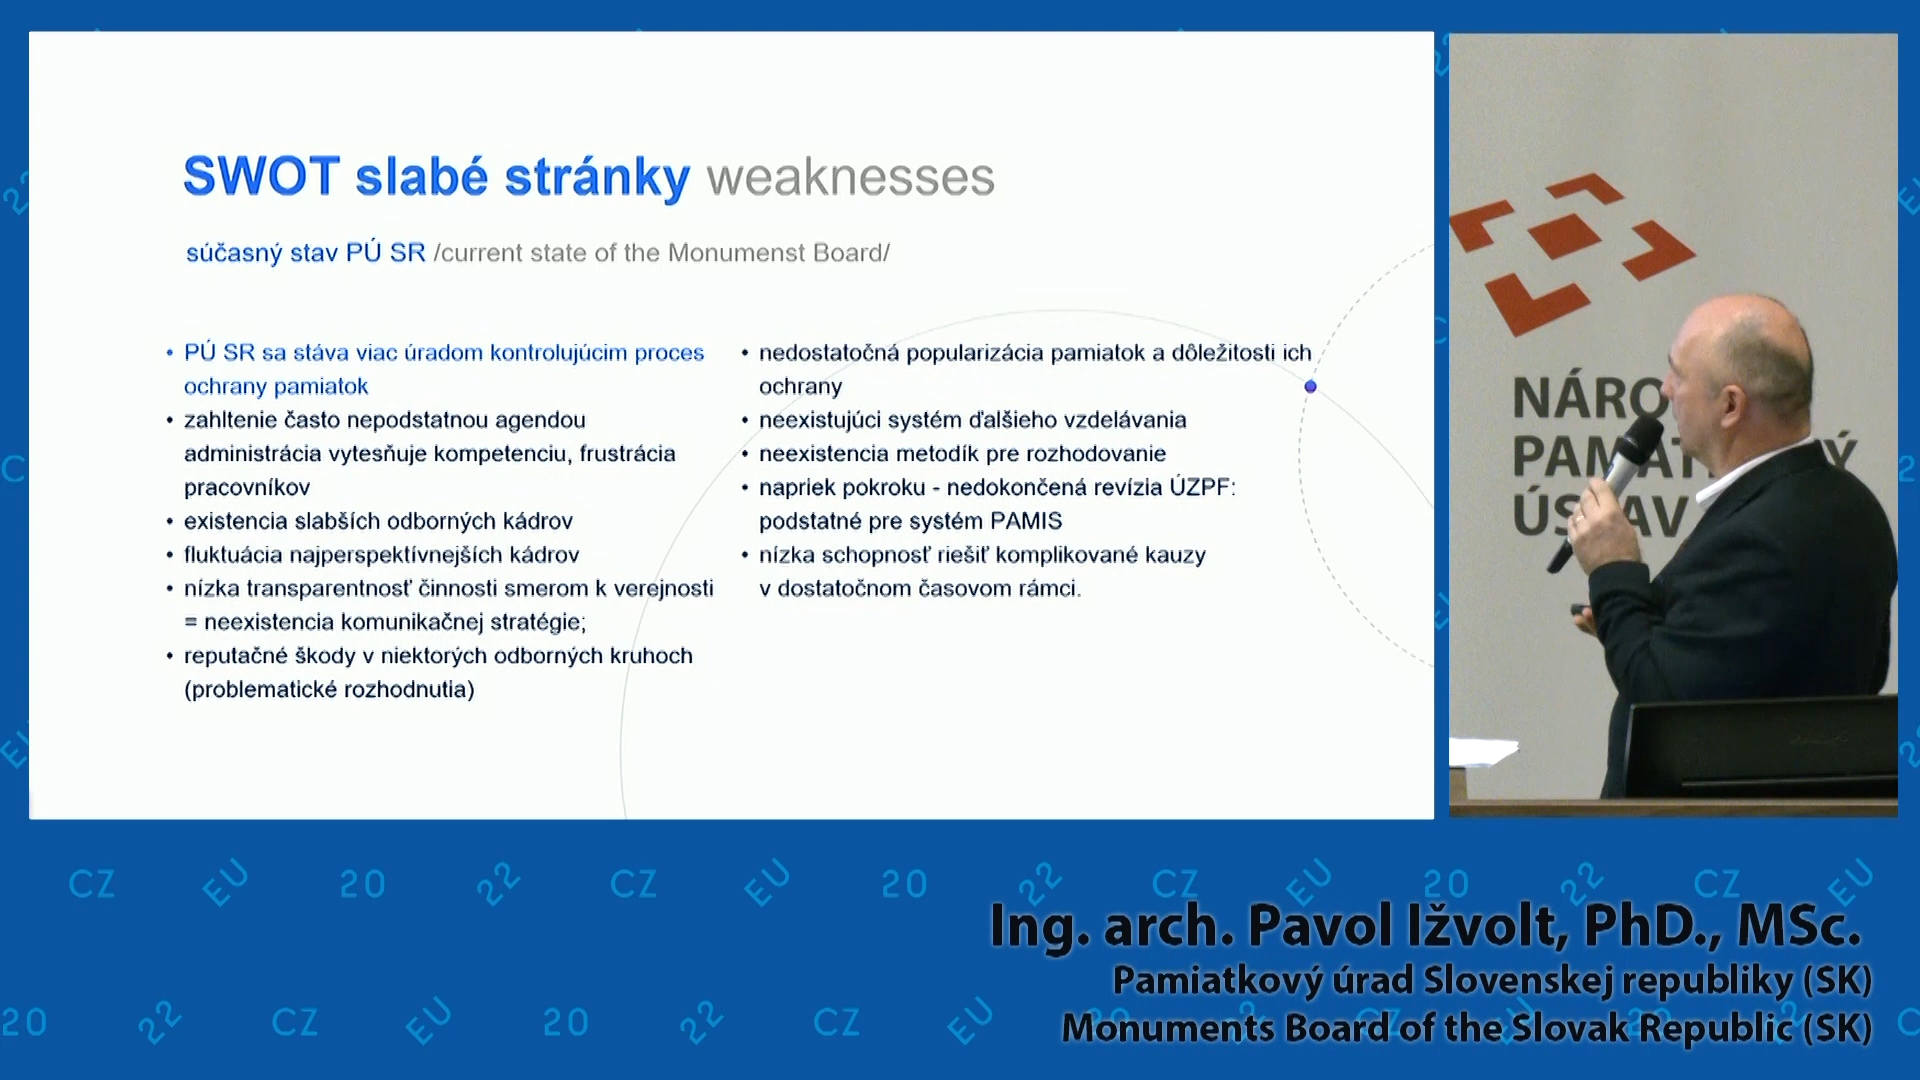 SWOT slabé stránky weaknesses
súčasný stav PÚ SR /current state of the Monumenst Board/
• PÚ SR sa stáva viac úradom kontrolujúcim proces
ochrany pamiatok
• zahltenie často nepodstatnou agendou
administrácia vytesňuje kompetenciu, frustrácia
pracovníkov
• existencia slabších odborných kádrov
• fluktuácia najperspektívnejších kádrov
• nízka transparentnosť činnosti smerom k verejnosti
= neexistencia komunikačnej stratégie;
• reputačné škody v niektorých odborných kruhoch
(problematické rozhodnutia)
• nedostatočná popularizácia pamiatok a dôležitosti ich
ochrany
• neexistujúci systém ďalšieho vzdelávania
• neexistencia metodík pre rozhodovanie
• napriek pokroku - nedokončená revízia ÚZPF:
podstatné pre systém PAMIS
• nízka schopnosť riešiť komplikované kauzy
v dostatočnom časovom rámci.
CZ EU 20 22 CZ EU 20 22 CZ EU 20 22 CZ EU
Ing. arch. Pavol Ižvolt, PhD., MSc.
Pamiatkový úrad Slovenskej republiky (SK)
20 22 CZ EU 20 22 CZ EU
Monuments Board of the Slovak Republic (SK)